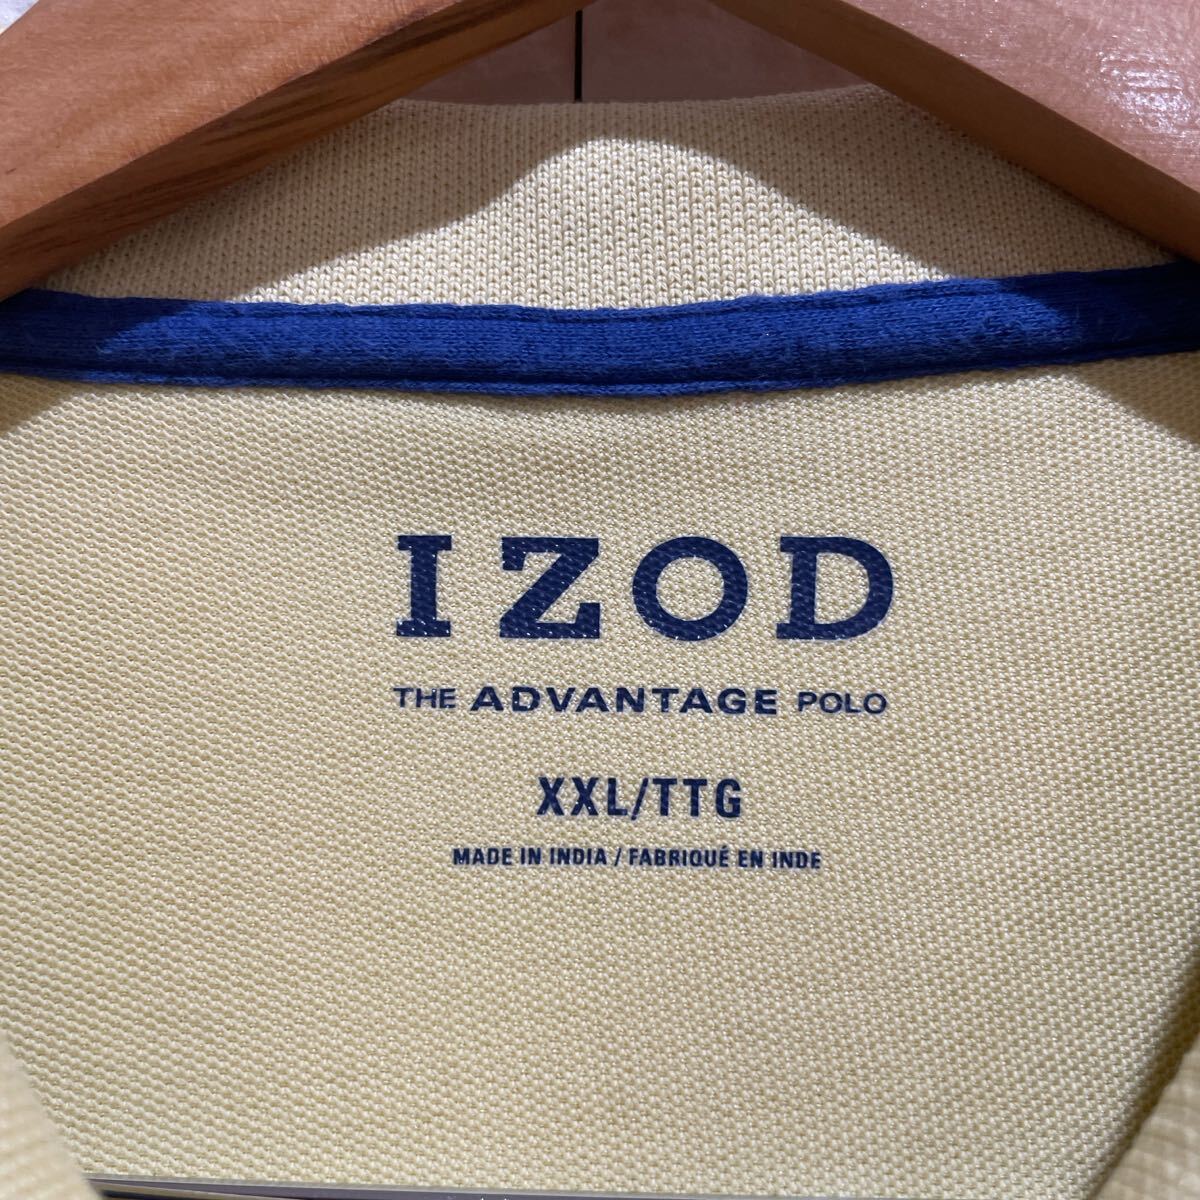 IZOD
THE ADVANTAGE POLO
XXL/TTG
MADE IN INDIA / FABRIQUÉ EN INDE